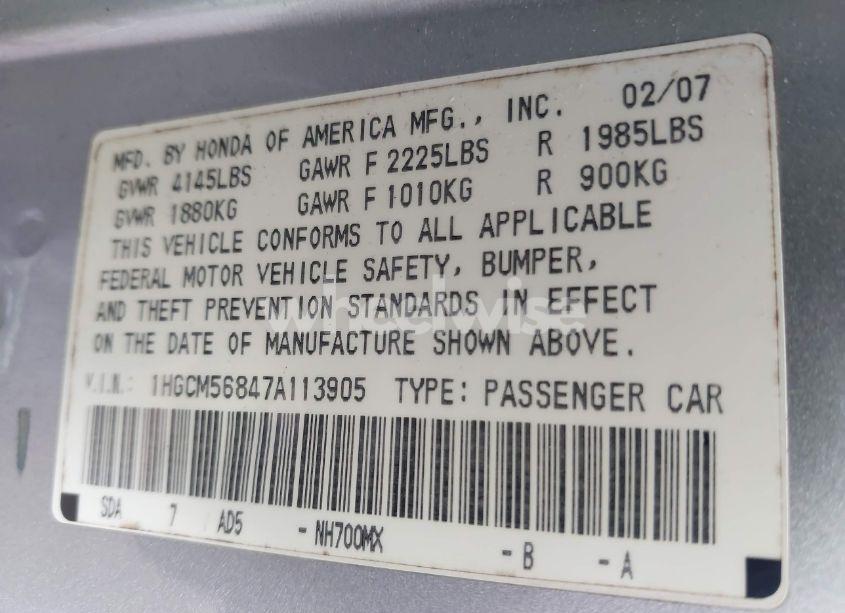 MFD. BY HONDA OF AMERICA MFG., INC. 02/07
GVWR 4145LBS GAWR F 2225LBS R 1985LBS
GVWR 1880KG GAWR F 1010KG R 900KG
THIS VEHICLE CONFORMS TO ALL APPLICABLE
FEDERAL MOTOR VEHICLE SAFETY, BUMPER,
AND THEFT PREVENTION STANDARDS IN EFFECT
ON THE DATE OF MANUFACTURE SHOWN ABOVE.
V.I.N.: 1HGCM56847A113905 TYPE: PASSENGER CAR
SDA 7 AD5 - NH700MX - B - A
wheelwise